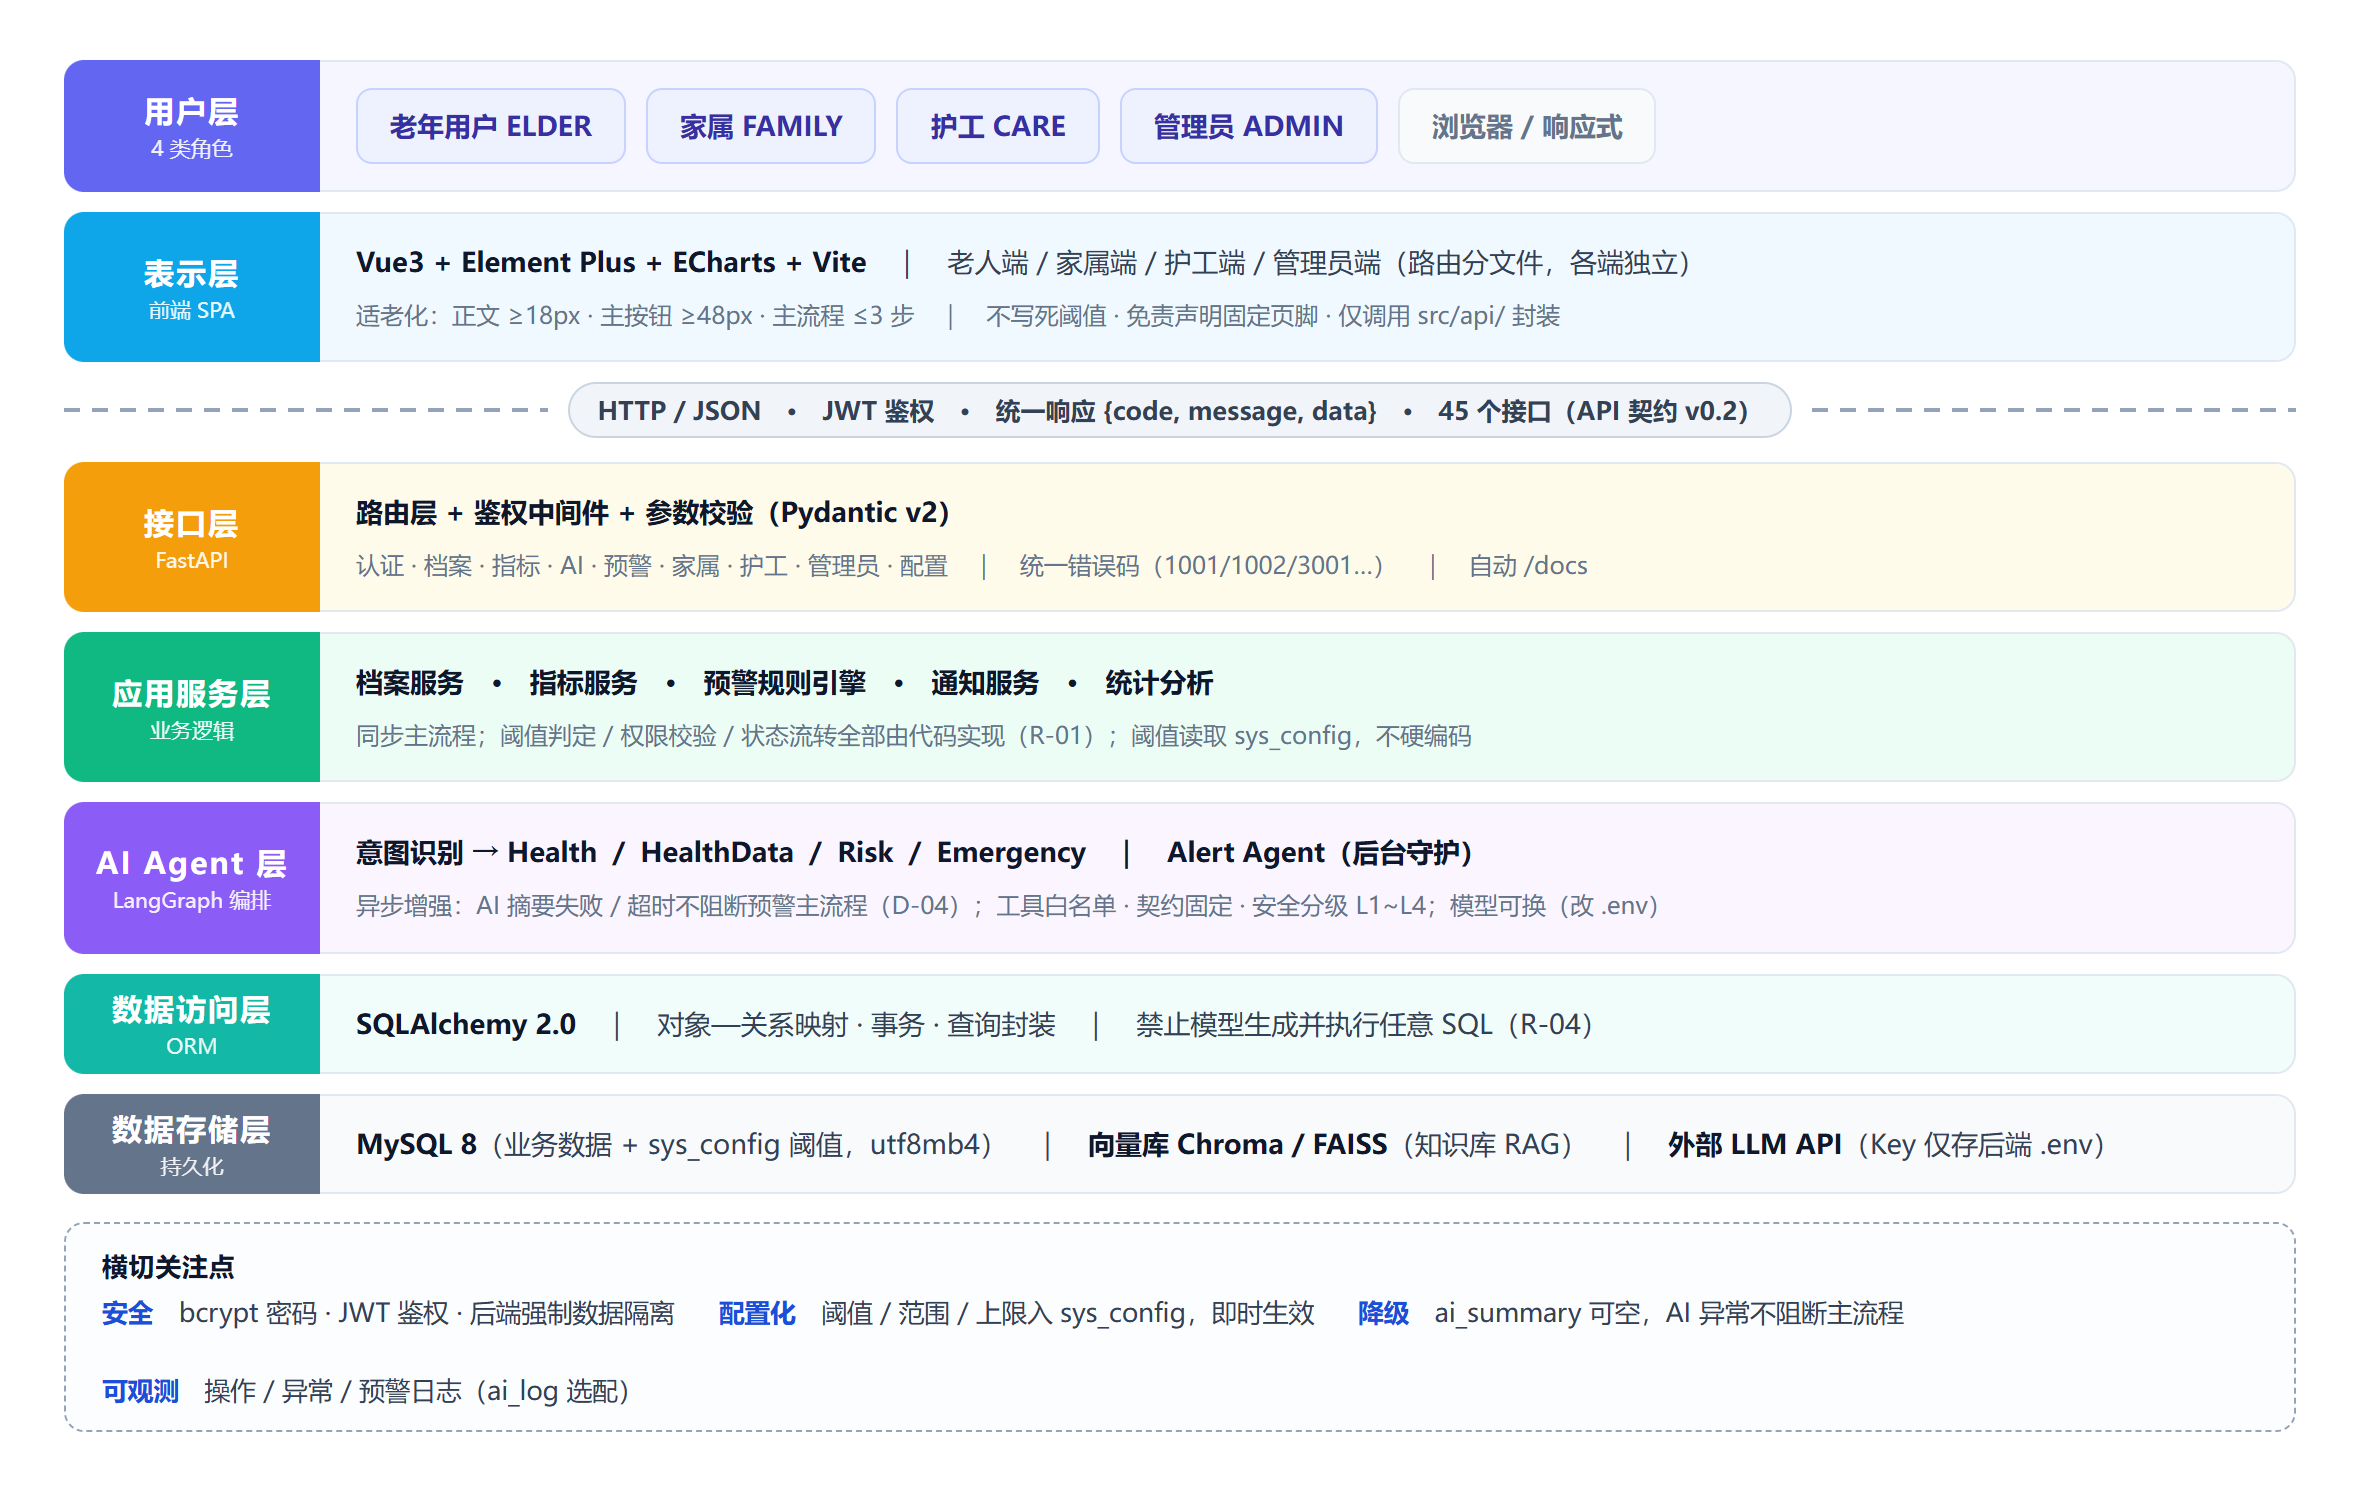 用户层
4 类角色
老年用户 ELDER
家属 FAMILY
护工 CARE
管理员 ADMIN
浏览器 / 响应式
表示层
前端 SPA
Vue3 + Element Plus + ECharts + Vite | 老人端 / 家属端 / 护工端 / 管理员端（路由分文件，各端独立）
适老化：正文 ≥18px · 主按钮 ≥48px · 主流程 ≤3 步 | 不写死阈值 · 免责声明固定页脚 · 仅调用 src/api/ 封装
HTTP / JSON • JWT 鉴权 • 统一响应 {code, message, data} • 45 个接口（API 契约 v0.2）
接口层
FastAPI
路由层 + 鉴权中间件 + 参数校验（Pydantic v2）
认证 · 档案 · 指标 · AI · 预警 · 家属 · 护工 · 管理员 · 配置 | 统一错误码（1001/1002/3001...） | 自动 /docs
应用服务层
业务逻辑
档案服务 • 指标服务 • 预警规则引擎 • 通知服务 • 统计分析
同步主流程；阈值判定 / 权限校验 / 状态流转全部由代码实现（R-01）；阈值读取 sys_config，不硬编码
AI Agent 层
LangGraph 编排
意图识别 → Health / HealthData / Risk / Emergency | Alert Agent（后台守护）
异步增强：AI 摘要失败 / 超时不阻断预警主流程（D-04）；工具白名单 · 契约固定 · 安全分级 L1~L4；模型可换（改 .env）
数据访问层
ORM
SQLAlchemy 2.0 | 对象—关系映射 · 事务 · 查询封装 | 禁止模型生成并执行任意 SQL（R-04）
数据存储层
持久化
MySQL 8（业务数据 + sys_config 阈值，utf8mb4） | 向量库 Chroma / FAISS（知识库 RAG） | 外部 LLM API（Key 仅存后端 .env）
横切关注点
安全 bcrypt 密码 · JWT 鉴权 · 后端强制数据隔离 配置化 阈值 / 范围 / 上限入 sys_config，即时生效 降级 ai_summary 可空，AI 异常不阻断主流程
可观测 操作 / 异常 / 预警日志（ai_log 选配）